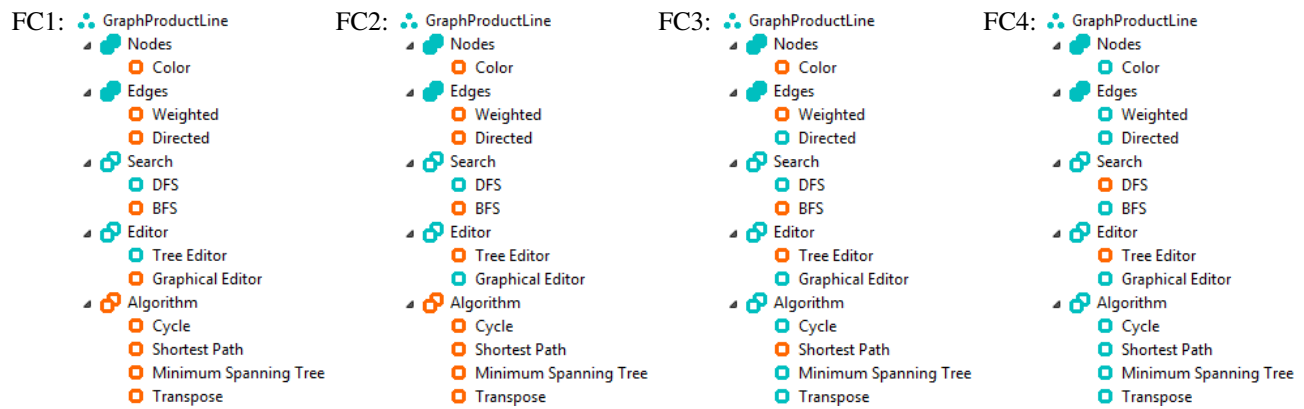 FC1: GraphProductLine
Nodes
Color
Edges
Weighted
Directed
Search
DFS
BFS
Editor
Tree Editor
Graphical Editor
Algorithm
Cycle
Shortest Path
Minimum Spanning Tree
Transpose
FC2: GraphProductLine
Nodes
Color
Edges
Weighted
Directed
Search
DFS
BFS
Editor
Tree Editor
Graphical Editor
Algorithm
Cycle
Shortest Path
Minimum Spanning Tree
Transpose
FC3: GraphProductLine
Nodes
Color
Edges
Weighted
Directed
Search
DFS
BFS
Editor
Tree Editor
Graphical Editor
Algorithm
Cycle
Shortest Path
Minimum Spanning Tree
Transpose
FC4: GraphProductLine
Nodes
Color
Edges
Weighted
Directed
Search
DFS
BFS
Editor
Tree Editor
Graphical Editor
Algorithm
Cycle
Shortest Path
Minimum Spanning Tree
Transpose